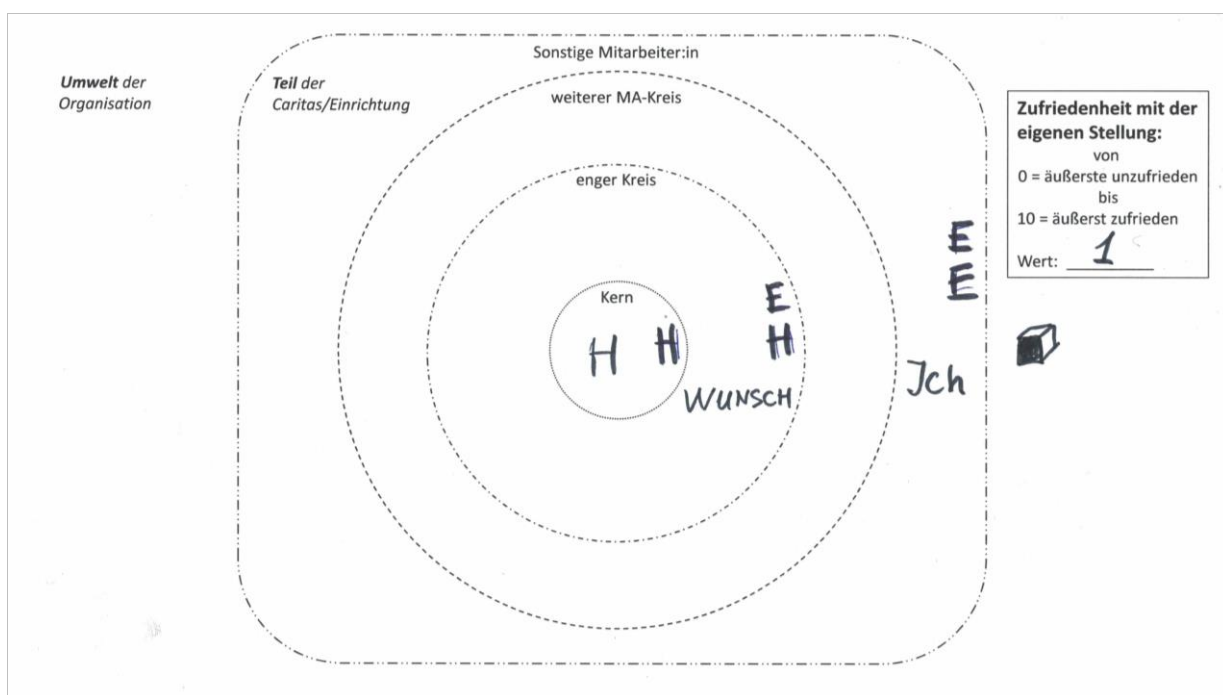 Sonstige Mitarbeiter:in
Umwelt der
Organisation
Teil der
Caritas/Einrichtung
weiterer MA-Kreis
enger Kreis
Kern
H
H
E
H
WUNSCH
E
E
Ich
Zufriedenheit mit der
eigenen Stellung:
von
0 = äußerste unzufrieden
bis
10 = äußerst zufrieden
Wert: 1